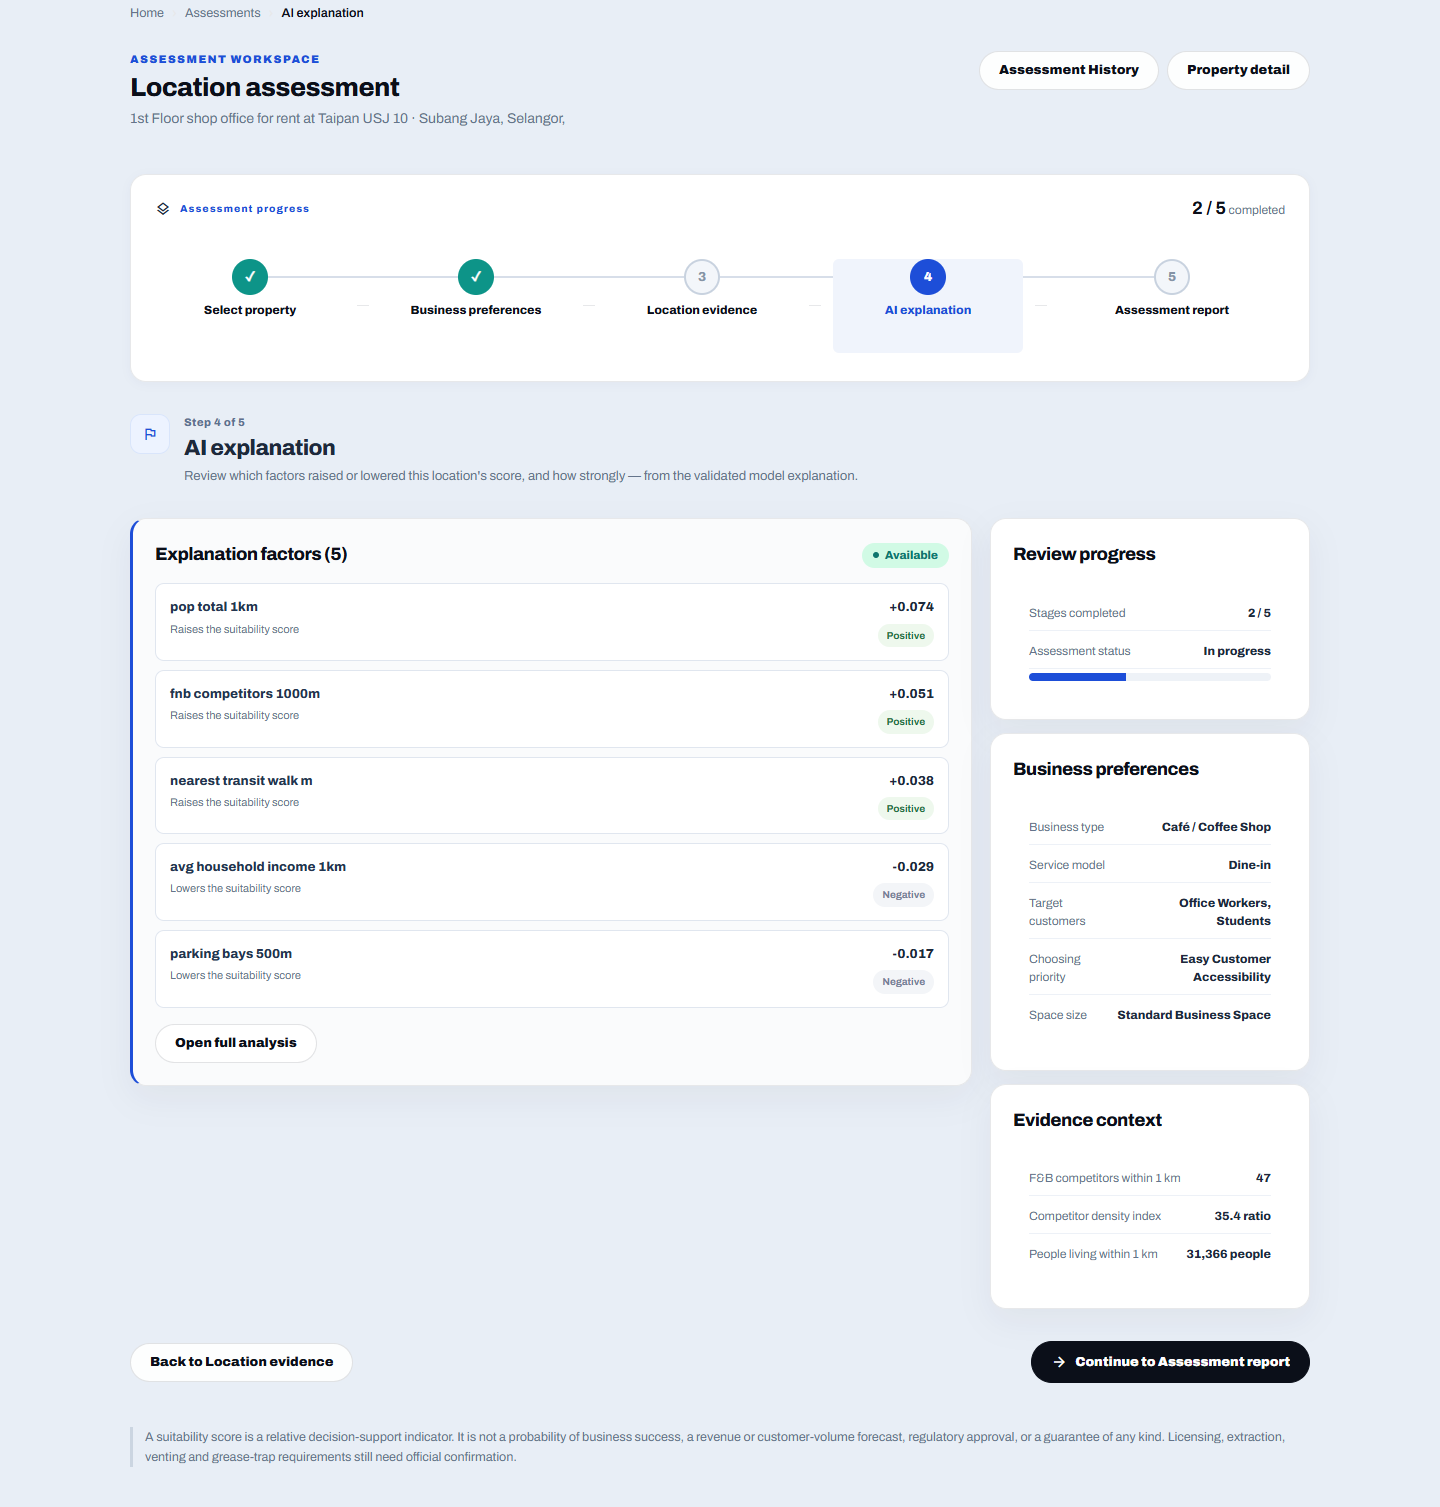 Home Assessments AI explanation
ASSESSMENT WORKSPACE
Location assessment
1st Floor shop office for rent at Taipan USJ 10 · Subang Jaya, Selangor,
Assessment History
Property detail
Assessment progress
2 / 5 completed
3
4
5
Select property
Business preferences
Location evidence
AI explanation
Assessment report
Step 4 of 5
AI explanation
Review which factors raised or lowered this location's score, and how strongly — from the validated model explanation.
Explanation factors (5)
Available
pop total 1km
+0.074
Raises the suitability score
Positive
fnb competitors 1000m
+0.051
Raises the suitability score
Positive
nearest transit walk m
+0.038
Raises the suitability score
Positive
avg household income 1km
-0.029
Lowers the suitability score
Negative
parking bays 500m
-0.017
Lowers the suitability score
Negative
Open full analysis
Review progress
Stages completed 2 / 5
Assessment status In progress
Business preferences
Business type Café / Coffee Shop
Service model Dine-in
Target customers
Office Workers, Students
Choosing priority
Easy Customer Accessibility
Space size Standard Business Space
Evidence context
F&B competitors within 1 km 47
Competitor density index 35.4 ratio
People living within 1 km 31,366 people
Back to Location evidence
Continue to Assessment report
A suitability score is a relative decision-support indicator. It is not a probability of business success, a revenue or customer-volume forecast, regulatory approval, or a guarantee of any kind. Licensing, extraction,
venting and grease-trap requirements still need official confirmation.